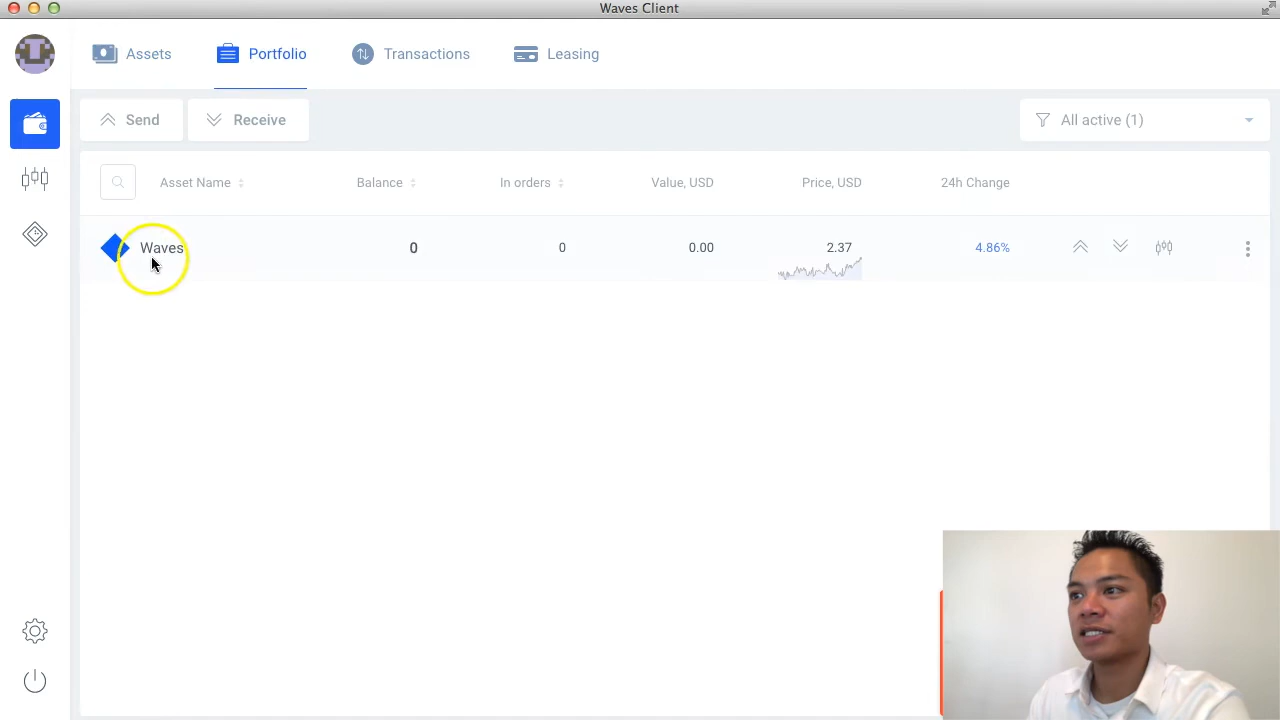 Waves Client
Assets Portfolio Transactions Leasing
Send Receive All active (1)
Asset Name Balance In orders Value, USD Price, USD 24h Change
Waves 0 0 0.00 2.37 4.86%